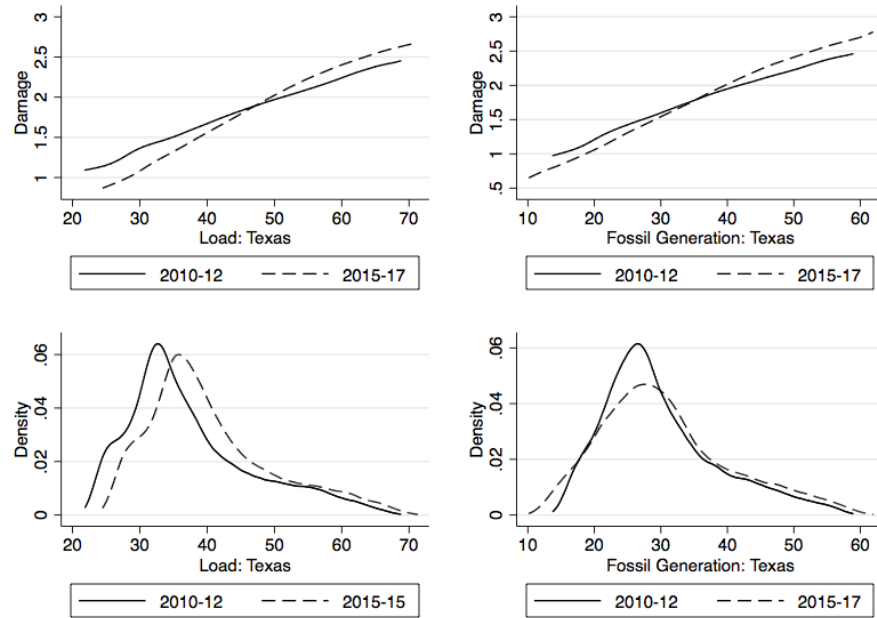 Damage
3
2.5
2
1.5
1
20 30 40 50 60 70
Load: Texas
2010-12 2015-17
Damage
3
2.5
2
1.5
1
.5
10 20 30 40 50 60
Fossil Generation: Texas
2010-12 2015-17
Density
.06
.04
.02
0
20 30 40 50 60 70
Load: Texas
2010-12 2015-15
Density
.06
.04
.02
0
10 20 30 40 50 60
Fossil Generation: Texas
2010-12 2015-17